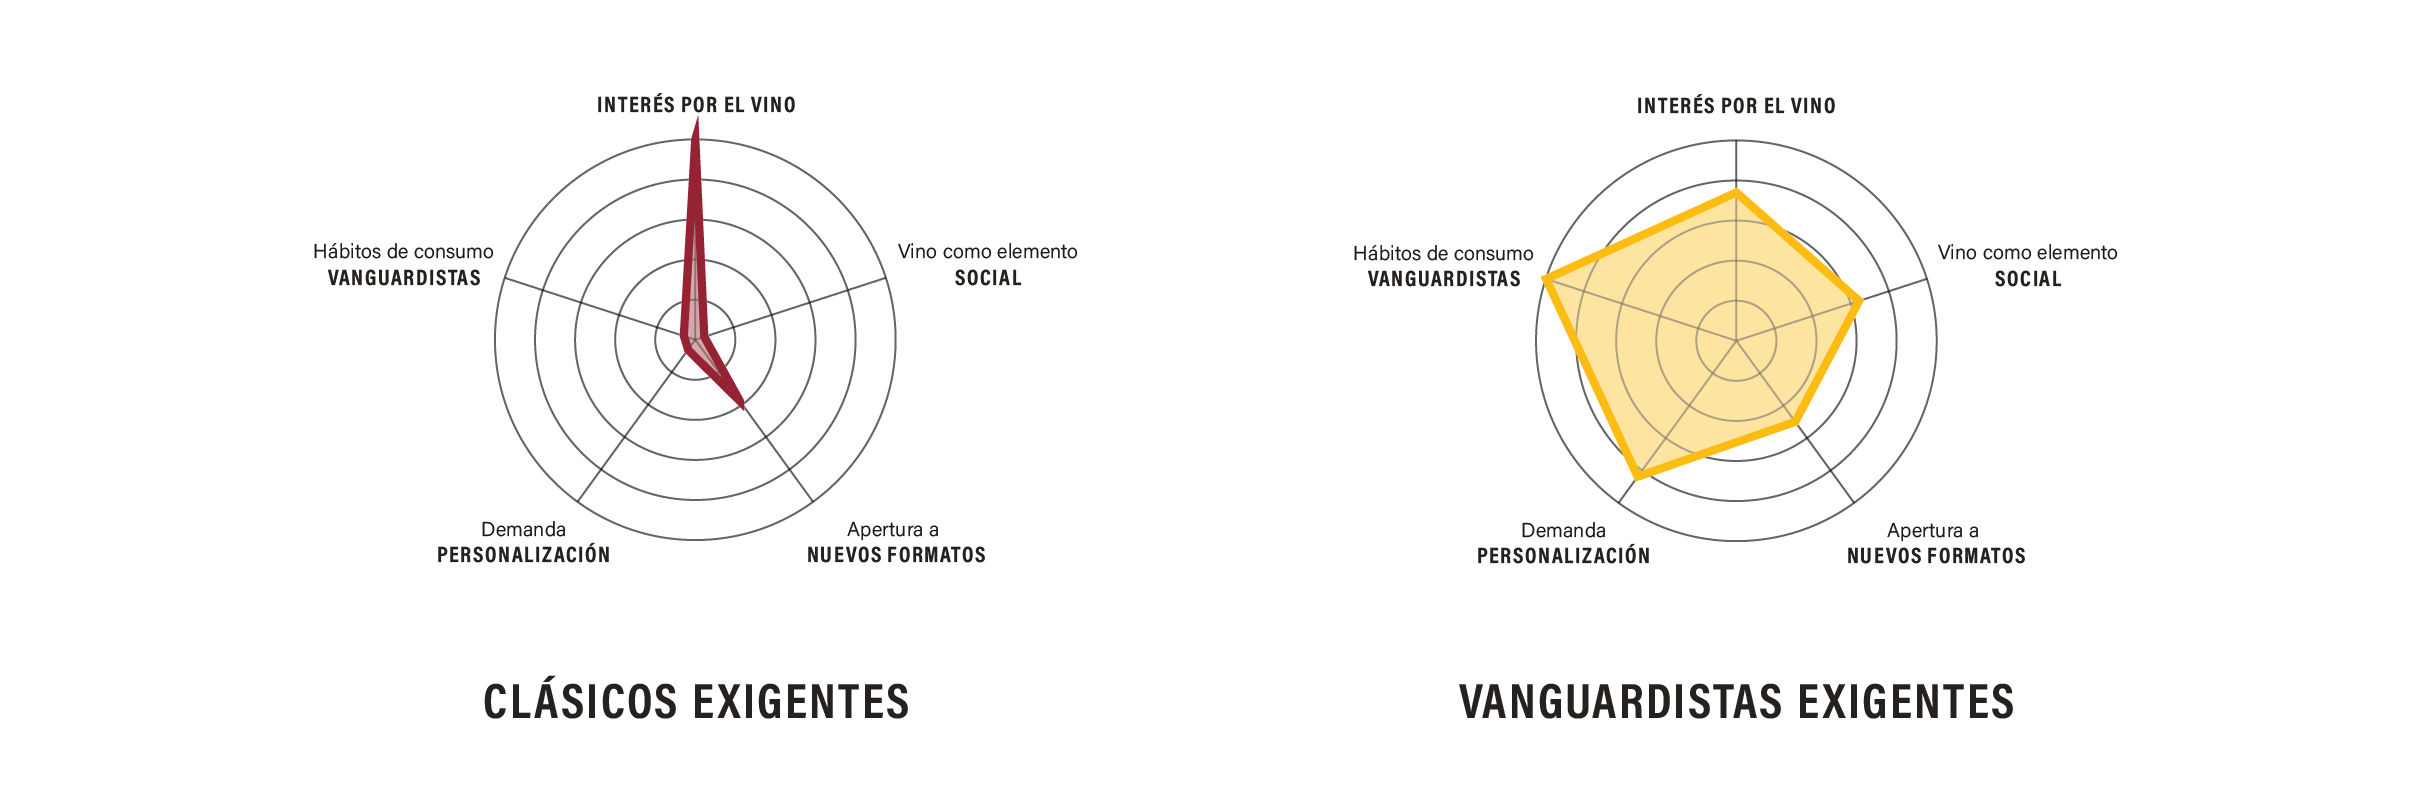 INTERÉS POR EL VINO
Hábitos de consumo
VANGUARDISTAS
Vino como elemento
SOCIAL
Demanda
PERSONALIZACIÓN
Apertura a
NUEVOS FORMATOS
CLÁSICOS EXIGENTES
INTERÉS POR EL VINO
Hábitos de consumo
VANGUARDISTAS
Vino como elemento
SOCIAL
Demanda
PERSONALIZACIÓN
Apertura a
NUEVOS FORMATOS
VANGUARDISTAS EXIGENTES